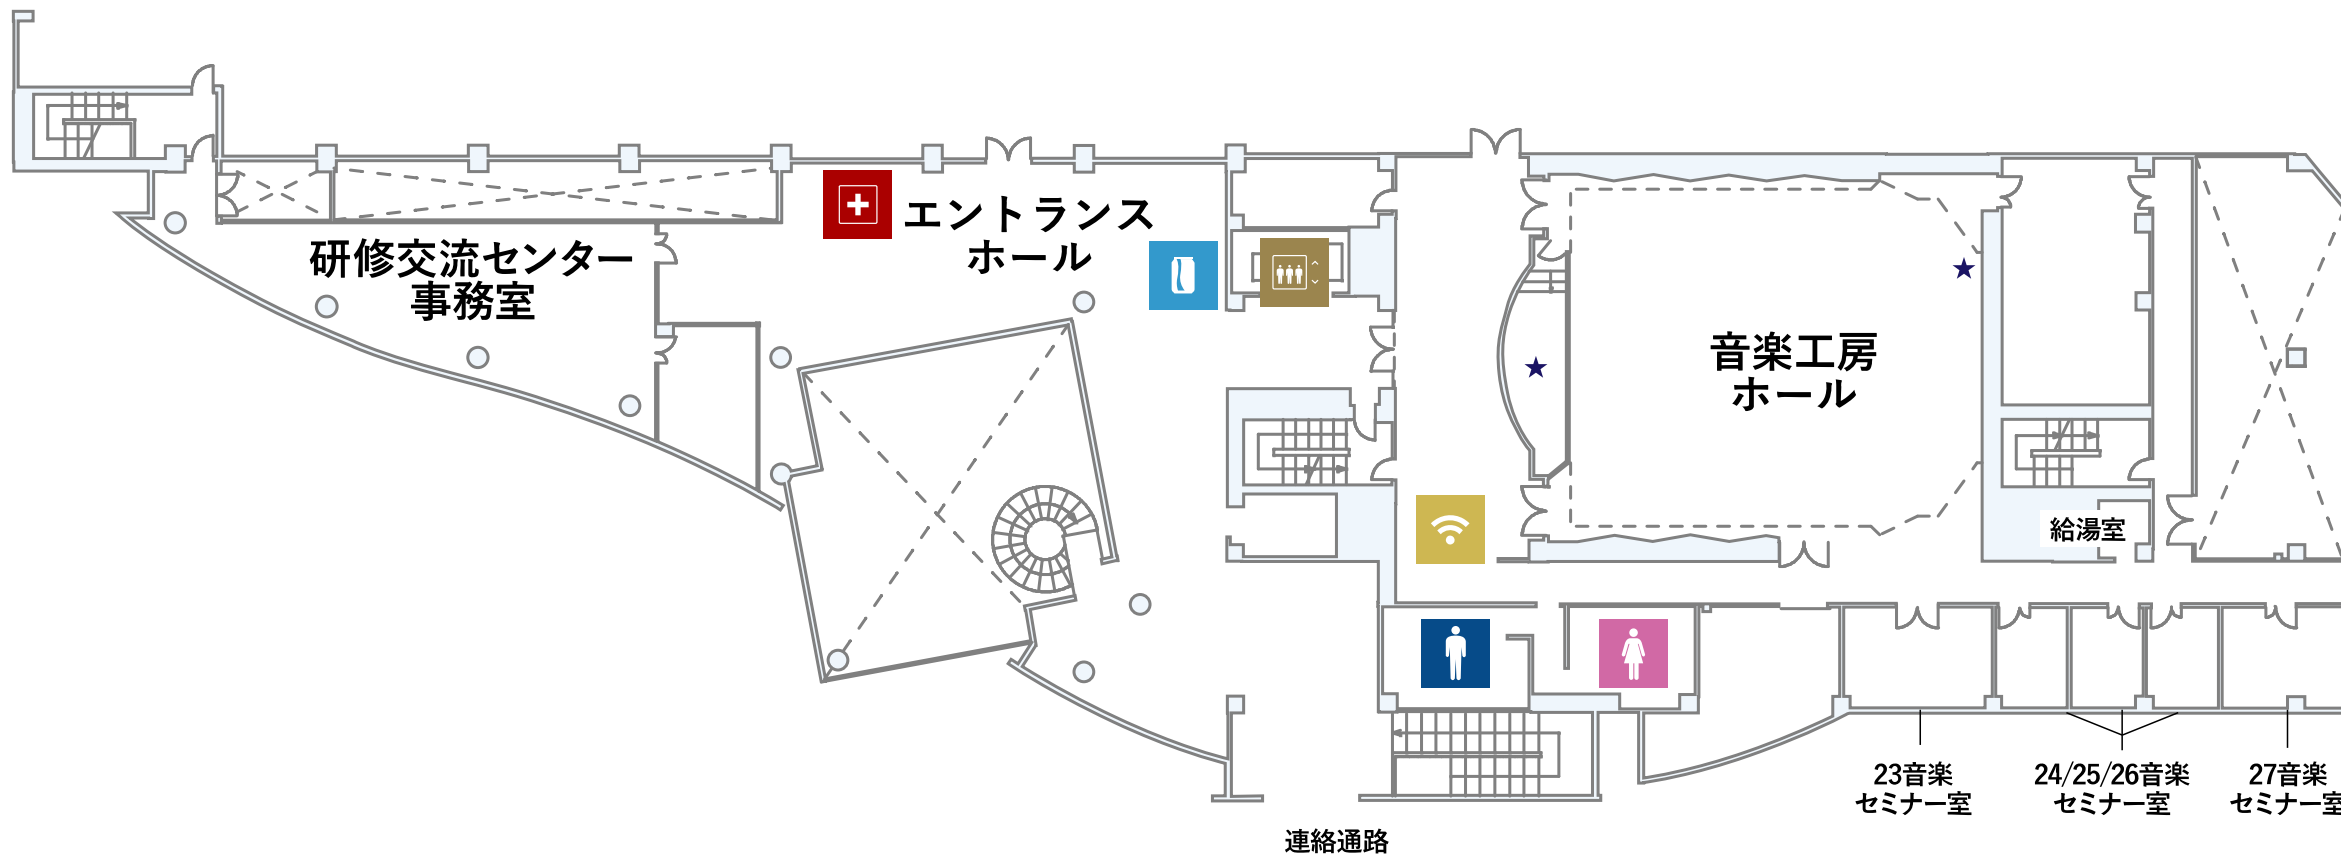 エントランス
ホール
研修交流センター
事務室
音楽工房
ホール
給湯室
23音楽
セミナー室
24/25/26音楽
セミナー室
27音楽
セミナー室
連絡通路